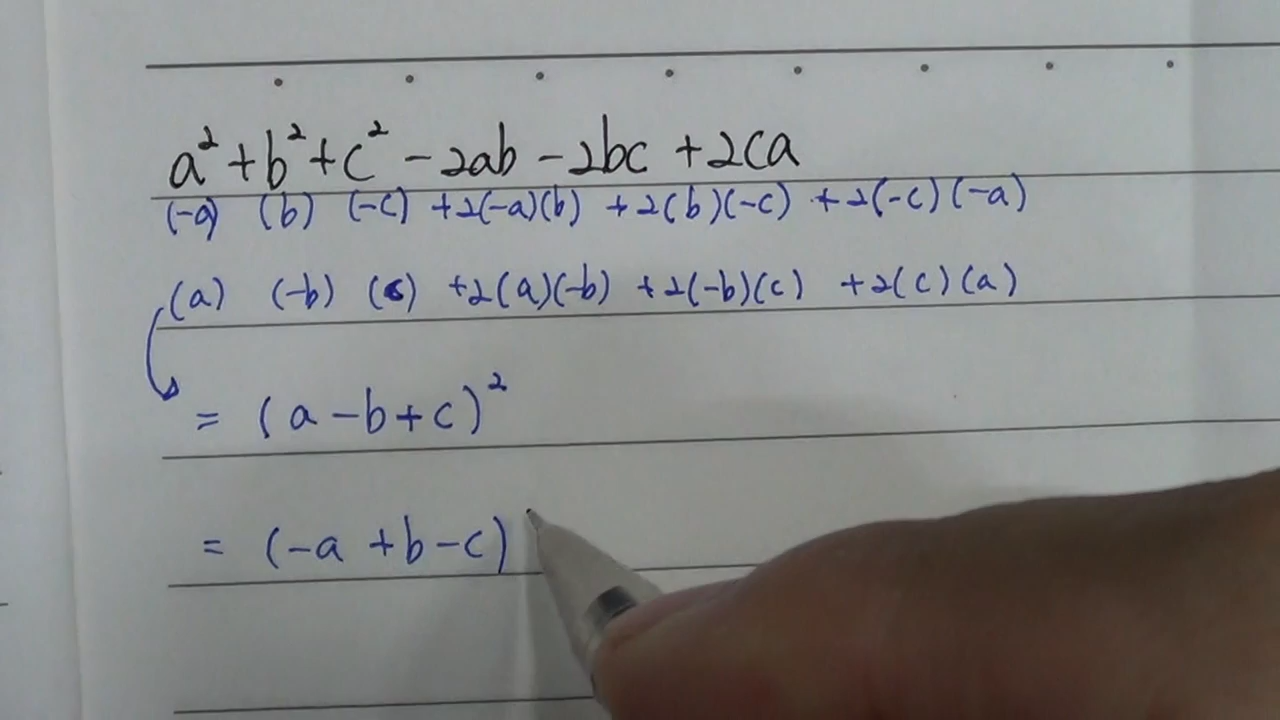 a² + b² + c² - 2ab - 2bc + 2ca
(-a) (b) (-c) +2(-a)(b) +2(b)(-c) +2(-c)(-a)
(a) (-b) (c) +2(a)(-b) +2(-b)(c) +2(c)(a)
= (a - b + c)²
= (-a + b - c)